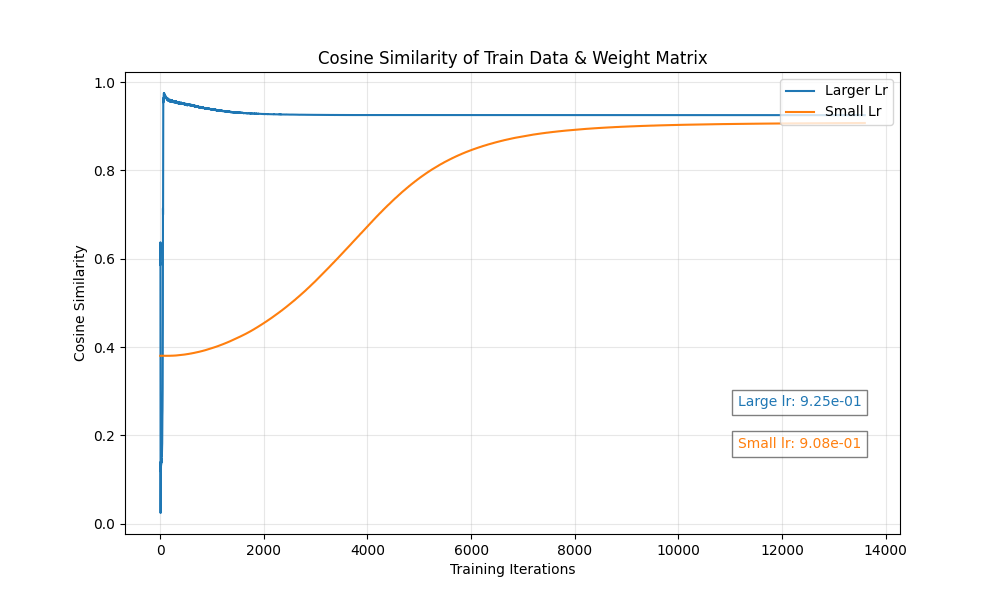 Cosine Similarity of Train Data & Weight Matrix
Larger Lr
Small Lr
1.0
0.8
0.6
0.4
0.2
0.0
Cosine Similarity
Large lr: 9.25e-01
Small lr: 9.08e-01
0 2000 4000 6000 8000 10000 12000 14000
Training Iterations